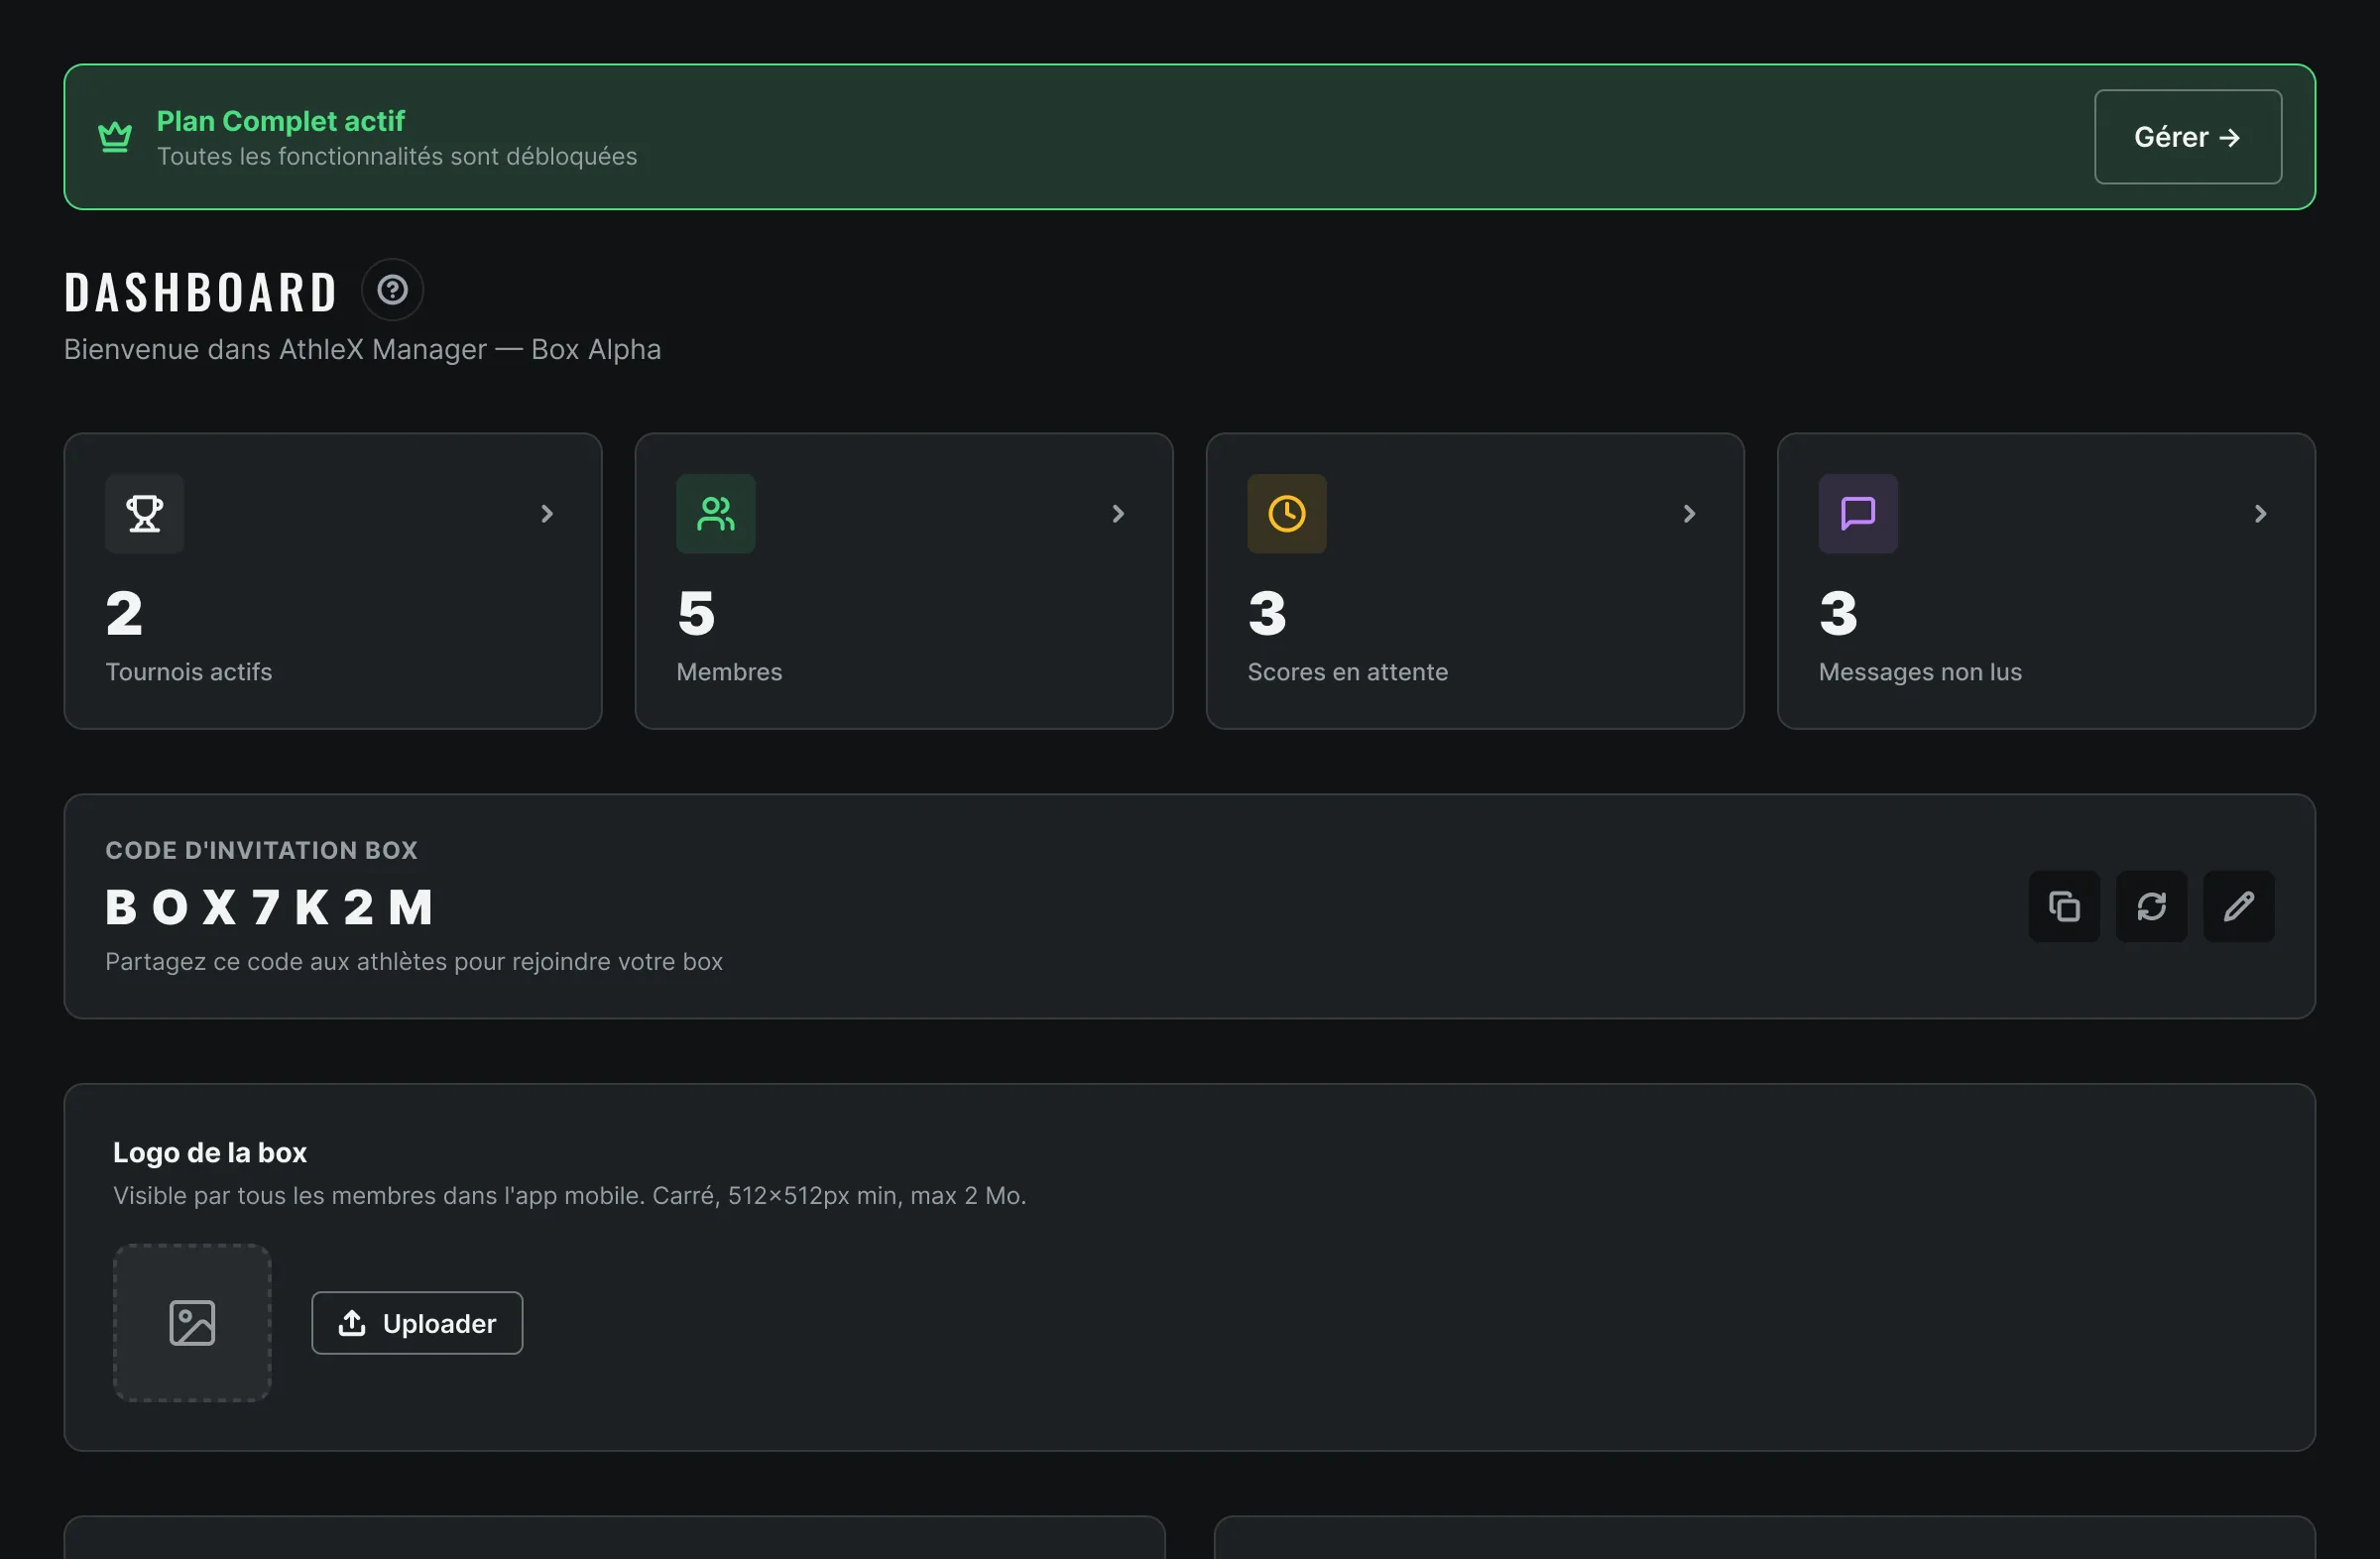 Plan Complet actif
Toutes les fonctionnalités sont débloquées
Gérer →
DASHBOARD
Bienvenue dans AthleX Manager — Box Alpha
2
Tournois actifs
5
Membres
3
Scores en attente
3
Messages non lus
CODE D'INVITATION BOX
BOX7K2M
Partagez ce code aux athlètes pour rejoindre votre box
Logo de la box
Visible par tous les membres dans l'app mobile. Carré, 512×512px min, max 2 Mo.
Uploader